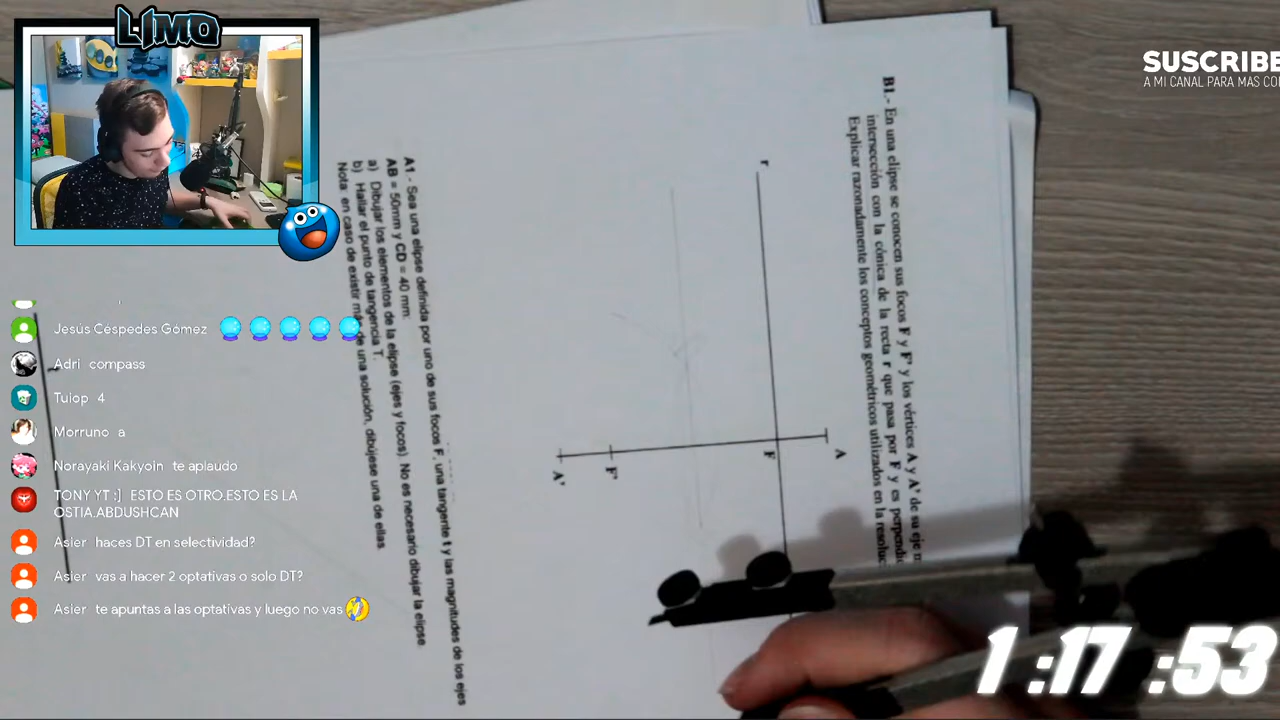 LIMO
SUSCRIBE
A MI CANAL PARA MAS CO
Jesús Céspedes Gómez
Adri compass
Tulop 4
Morruno a
Norayaki Kakyoin te aplaudo
TONY YT :] ESTO ES OTRO.ESTO ES LA
OSTIA.ABDUSHCAN
Asier haces DT en selectividad?
Asier vas a hacer 2 optativas o solo DT?
Asier te apuntas a las optativas y luego no vas
B1.- En una elipse se conocen sus focos F y F' y los vértices A y A' de su eje
intersección con la cónica de la recta r que pasa por F y es
Explicar razonadamente los conceptos geométricos utilizados en la
r
A
F
F'
A'
A1.- Sea una elipse definida por uno de sus focos F, una tangente t y las magnitudes de los ejes
AB = 50mm y CD = 40 mm.
a) Dibujar los elementos de la elipse (ejes y focos). No es necesario dibujar la elipse.
b) Hallar el punto de tangencia T.
Nota: en caso de existir más de una solución, dibújese una de ellas.
1:17:53